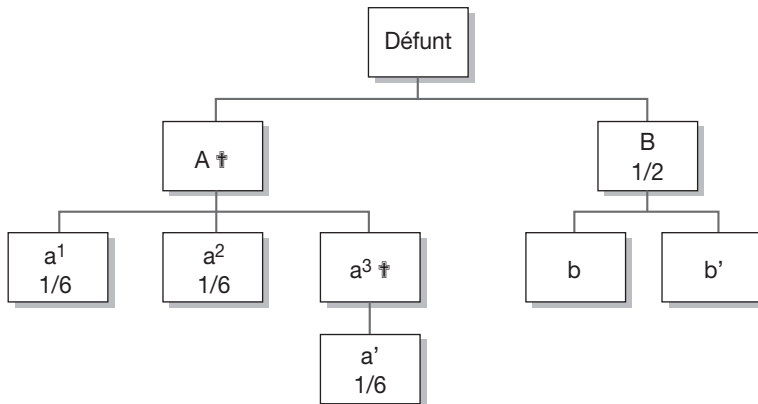 Défunt
A ✟
B
1/2
a¹
1/6
a²
1/6
a³ ✟
b
b’
a’
1/6